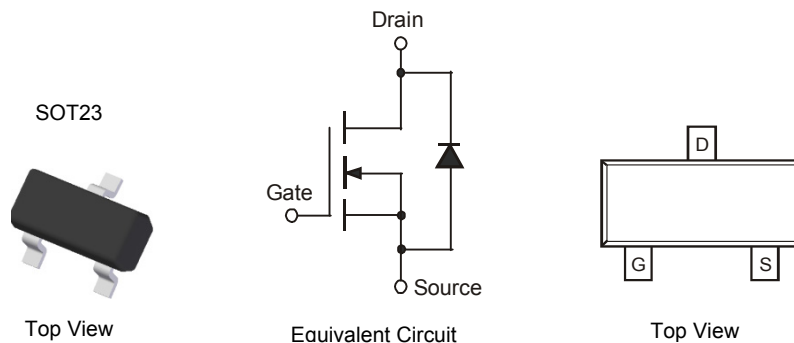 Drain
SOT23
D
Gate
G
S
Source
Top View
Equivalent Circuit
Top View